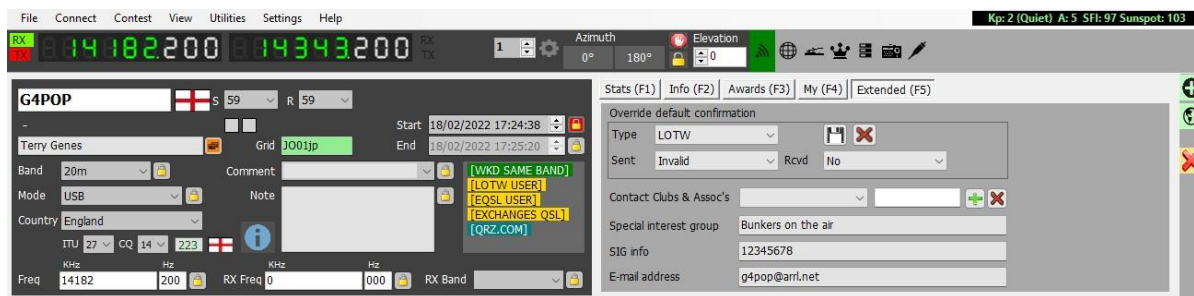 File Connect Contest View Utilities Settings Help
Kp: 2 (Quiet) A: 5 SFI: 97 Sunspot: 103
RX 14182.200 14343.200 RX 1 Azimuth Elevation
TX TX 0° 180° 0
G4POP S 59 R 59
- Start 18/02/2022 17:24:38
Terry Genes Grid JO01jp End 18/02/2022 17:25:20
Band 20m Comment [WKD SAME BAND]
[LOTW USER]
Mode USB Note [EQSL USER]
[EXCHANGES QSL]
Country England [QRZ.COM]
ITU 27 CQ 14 223
KHz Hz KHz Hz
Freq 14182 200 RX Freq 0 000 RX Band
Stats (F1) Info (F2) Awards (F3) My (F4) Extended (F5)
Override default confirmation
Type LOTW
Sent Invalid Rcvd No
Contact Clubs & Assoc's
Special interest group Bunkers on the air
SIG info 12345678
E-mail address g4pop@arrl.net